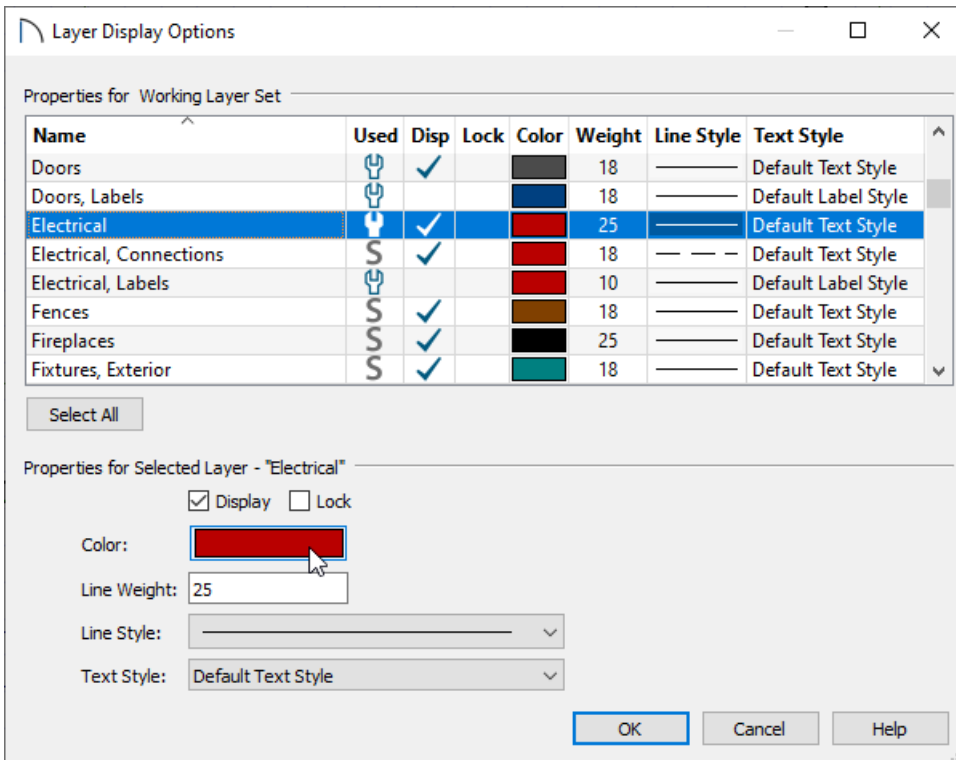 Layer Display Options
Properties for Working Layer Set
Name Used Disp Lock Color Weight Line Style Text Style
Doors 18 Default Text Style
Doors, Labels 18 Default Label Style
Electrical 25 Default Text Style
Electrical, Connections S 18 Default Text Style
Electrical, Labels 10 Default Label Style
Fences S 18 Default Text Style
Fireplaces S 25 Default Text Style
Fixtures, Exterior S 18 Default Text Style
Select All
Properties for Selected Layer - "Electrical"
Display Lock
Color:
Line Weight: 25
Line Style:
Text Style: Default Text Style
OK Cancel Help